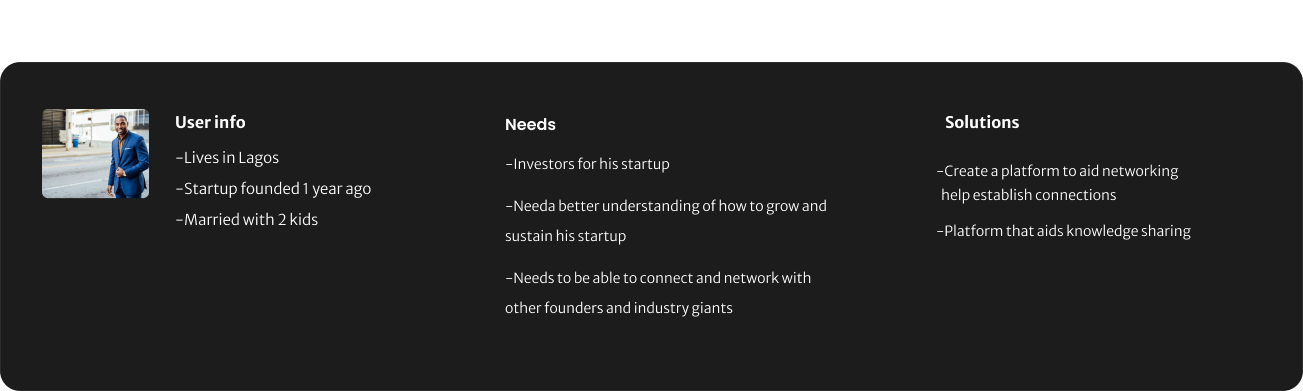 User info
-Lives in Lagos
-Startup founded 1 year ago
-Married with 2 kids
Needs
-Investors for his startup
-Needa better understanding of how to grow and
sustain his startup
-Needs to be able to connect and network with
other founders and industry giants
Solutions
-Create a platform to aid networking
help establish connections
-Platform that aids knowledge sharing